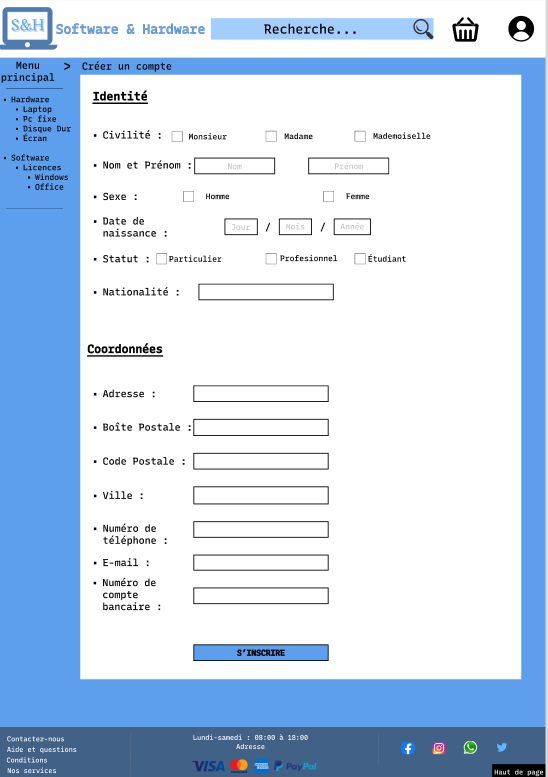 S&H
Software & Hardware
Recherche...
Menu
principal
>
Créer un compte
• Hardware
• Laptop
• Pc fixe
• Disque Dur
• Écran
• Software
• Licences
• Windows
• Office
Identité
▪ Civilité :
Monsieur
Madame
Mademoiselle
▪ Nom et Prénom :
Nom
Prénom
▪ Sexe :
Homme
Femme
▪ Date de
naissance :
Jour / Mois / Année
▪ Statut :
Particulier
Profesionnel
Étudiant
▪ Nationalité :
Coordonnées
▪ Adresse :
▪ Boîte Postale :
▪ Code Postale :
▪ Ville :
▪ Numéro de
téléphone :
▪ E-mail :
▪ Numéro de
compte
bancaire :
S'INSCRIRE
Contactez-nous
Aide et questions
Conditions
Nos services
Lundi-samedi : 08:00 à 18:00
Adresse
VISA
PayPal
Haut de page